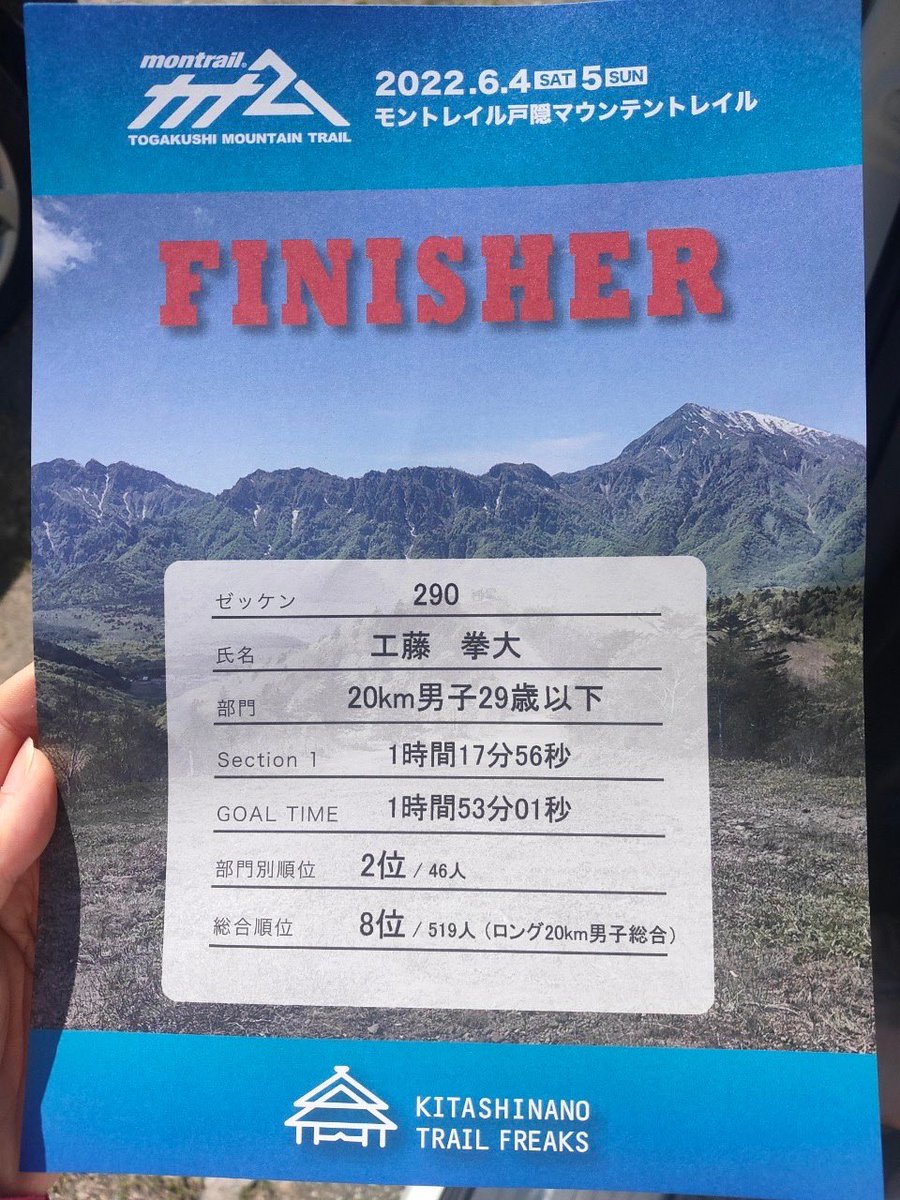 montrail®
TOGAKUSHI MOUNTAIN TRAIL
2022.6.4 SAT 5 SUN
モントレイル戸隠マウンテントレイル
FINISHER
ゼッケン 290
氏名 工藤 拳大
部門 20km男子29歳以下
Section 1 1時間17分56秒
GOAL TIME 1時間53分01秒
部門別順位 2位 / 46人
総合順位 8位 / 519人 (ロング20km男子総合)
KITASHINANO
TRAIL FREAKS